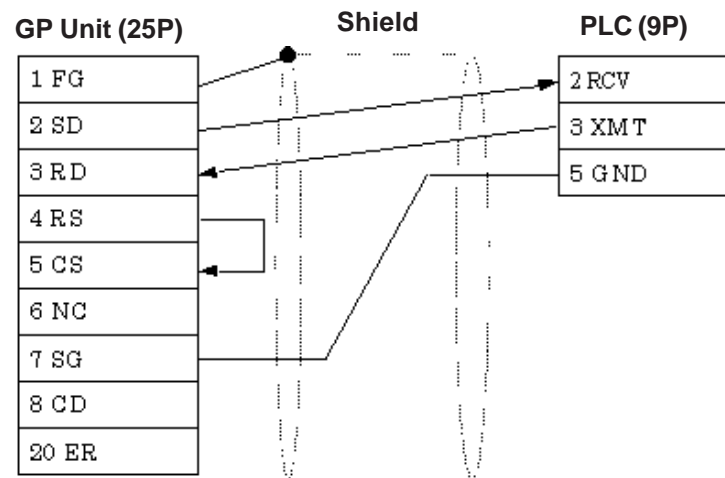 GP Unit (25P)
Shield
PLC (9P)
1 FG
2 SD
3 RD
4 RS
5 CS
6 NC
7 SG
8 CD
20 ER
2 RCV
3 XMT
5 GND